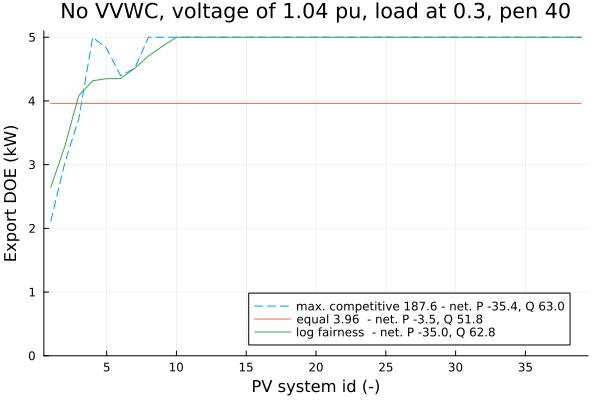 No VVWC, voltage of 1.04 pu, load at 0.3, pen 40
Export DOE (kW)
5
4
3
2
1
0
max. competitive 187.6 - net. P -35.4, Q 63.0
equal 3.96  - net. P -3.5, Q 51.8
log fairness  - net. P -35.0, Q 62.8
5 10 15 20 25 30 35
PV system id (-)